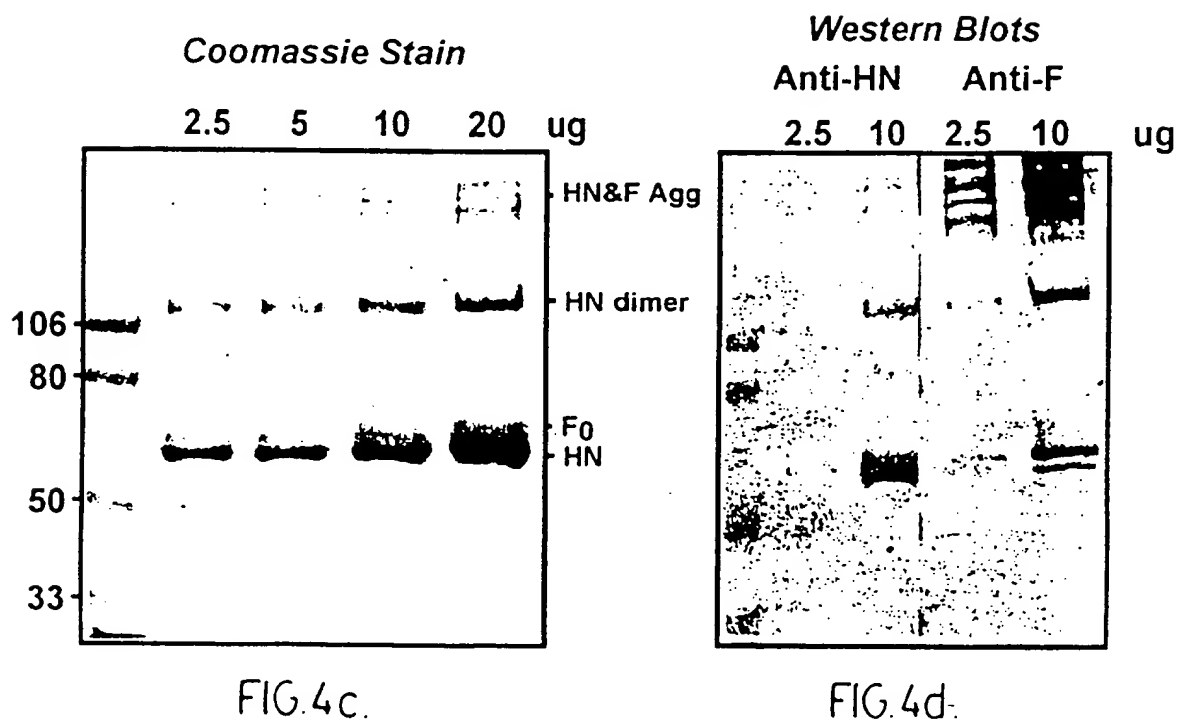 Coomassie Stain
2.5 5 10 20 ug
HN&F Agg
HN dimer
106
80
F0
HN
50
33
FIG.4c.
Western Blots
Anti-HN Anti-F
2.5 10 2.5 10 ug
FIG.4d.